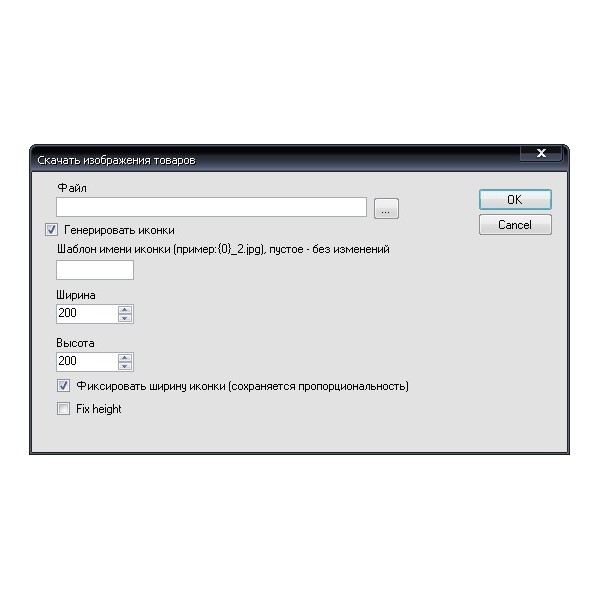 Скачать изображения товаров
Файл
...
OK
Cancel
Генерировать иконки
Шаблон имени иконки (пример:{0}_2.jpg), пустое - без изменений
Ширина
200
Высота
200
Фиксировать ширину иконки (сохраняется пропорциональность)
Fix height